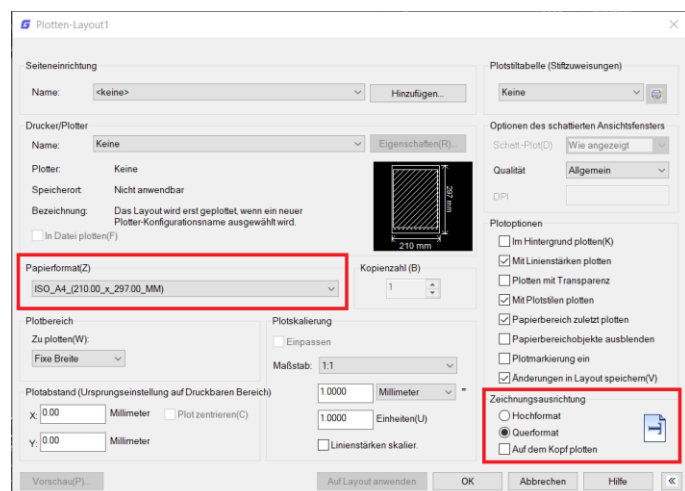 Plotten-Layout1
Seiteneinrichtung
Name:
<keine>
Hinzufügen...
Plotstiltabelle (Stiftzuweisungen)
Keine
Drucker/Plotter
Name:
Keine
Eigenschaften(R)...
Plotter:
Keine
Speicherort:
Nicht anwendbar
Bezeichnung:
Das Layout wird erst geplottet, wenn ein neuer
Plotter-Konfigurationsname ausgewählt wird.
In Datei plotten(F)
297 mm
210 mm
Optionen des schattierten Ansichtsfensters
Schatt.-Plot(D)
Wie angezeigt
Qualität
Allgemein
DPI
Papierformat(Z)
ISO_A4_(210.00_x_297.00_MM)
Kopienzahl (B)
1
Plotoptionen
Im Hintergrund plotten(K)
Mit Linienstärken plotten
Plotten mit Transparenz
Mit Plotstilen plotten
Papierbereich zuletzt plotten
Papierbereichobjekte ausblenden
Plotmarkierung ein
Änderungen in Layout speichern(V)
Plotbereich
Zu plotten(W):
Fixe Breite
Plotskalierung
Einpassen
Maßstab:
1:1
1.0000
Millimeter
=
1.0000
Einheiten(U)
Linienstärken skalier.
Plotabstand (Ursprungseinstellung auf Druckbaren Bereich)
X:
0.00
Millimeter
Plot zentrieren(C)
Y:
0.00
Millimeter
Zeichnungsausrichtung
Hochformat
Querformat
Auf dem Kopf plotten
Vorschau(P)...
Auf Layout anwenden
OK
Abbrechen
Hilfe